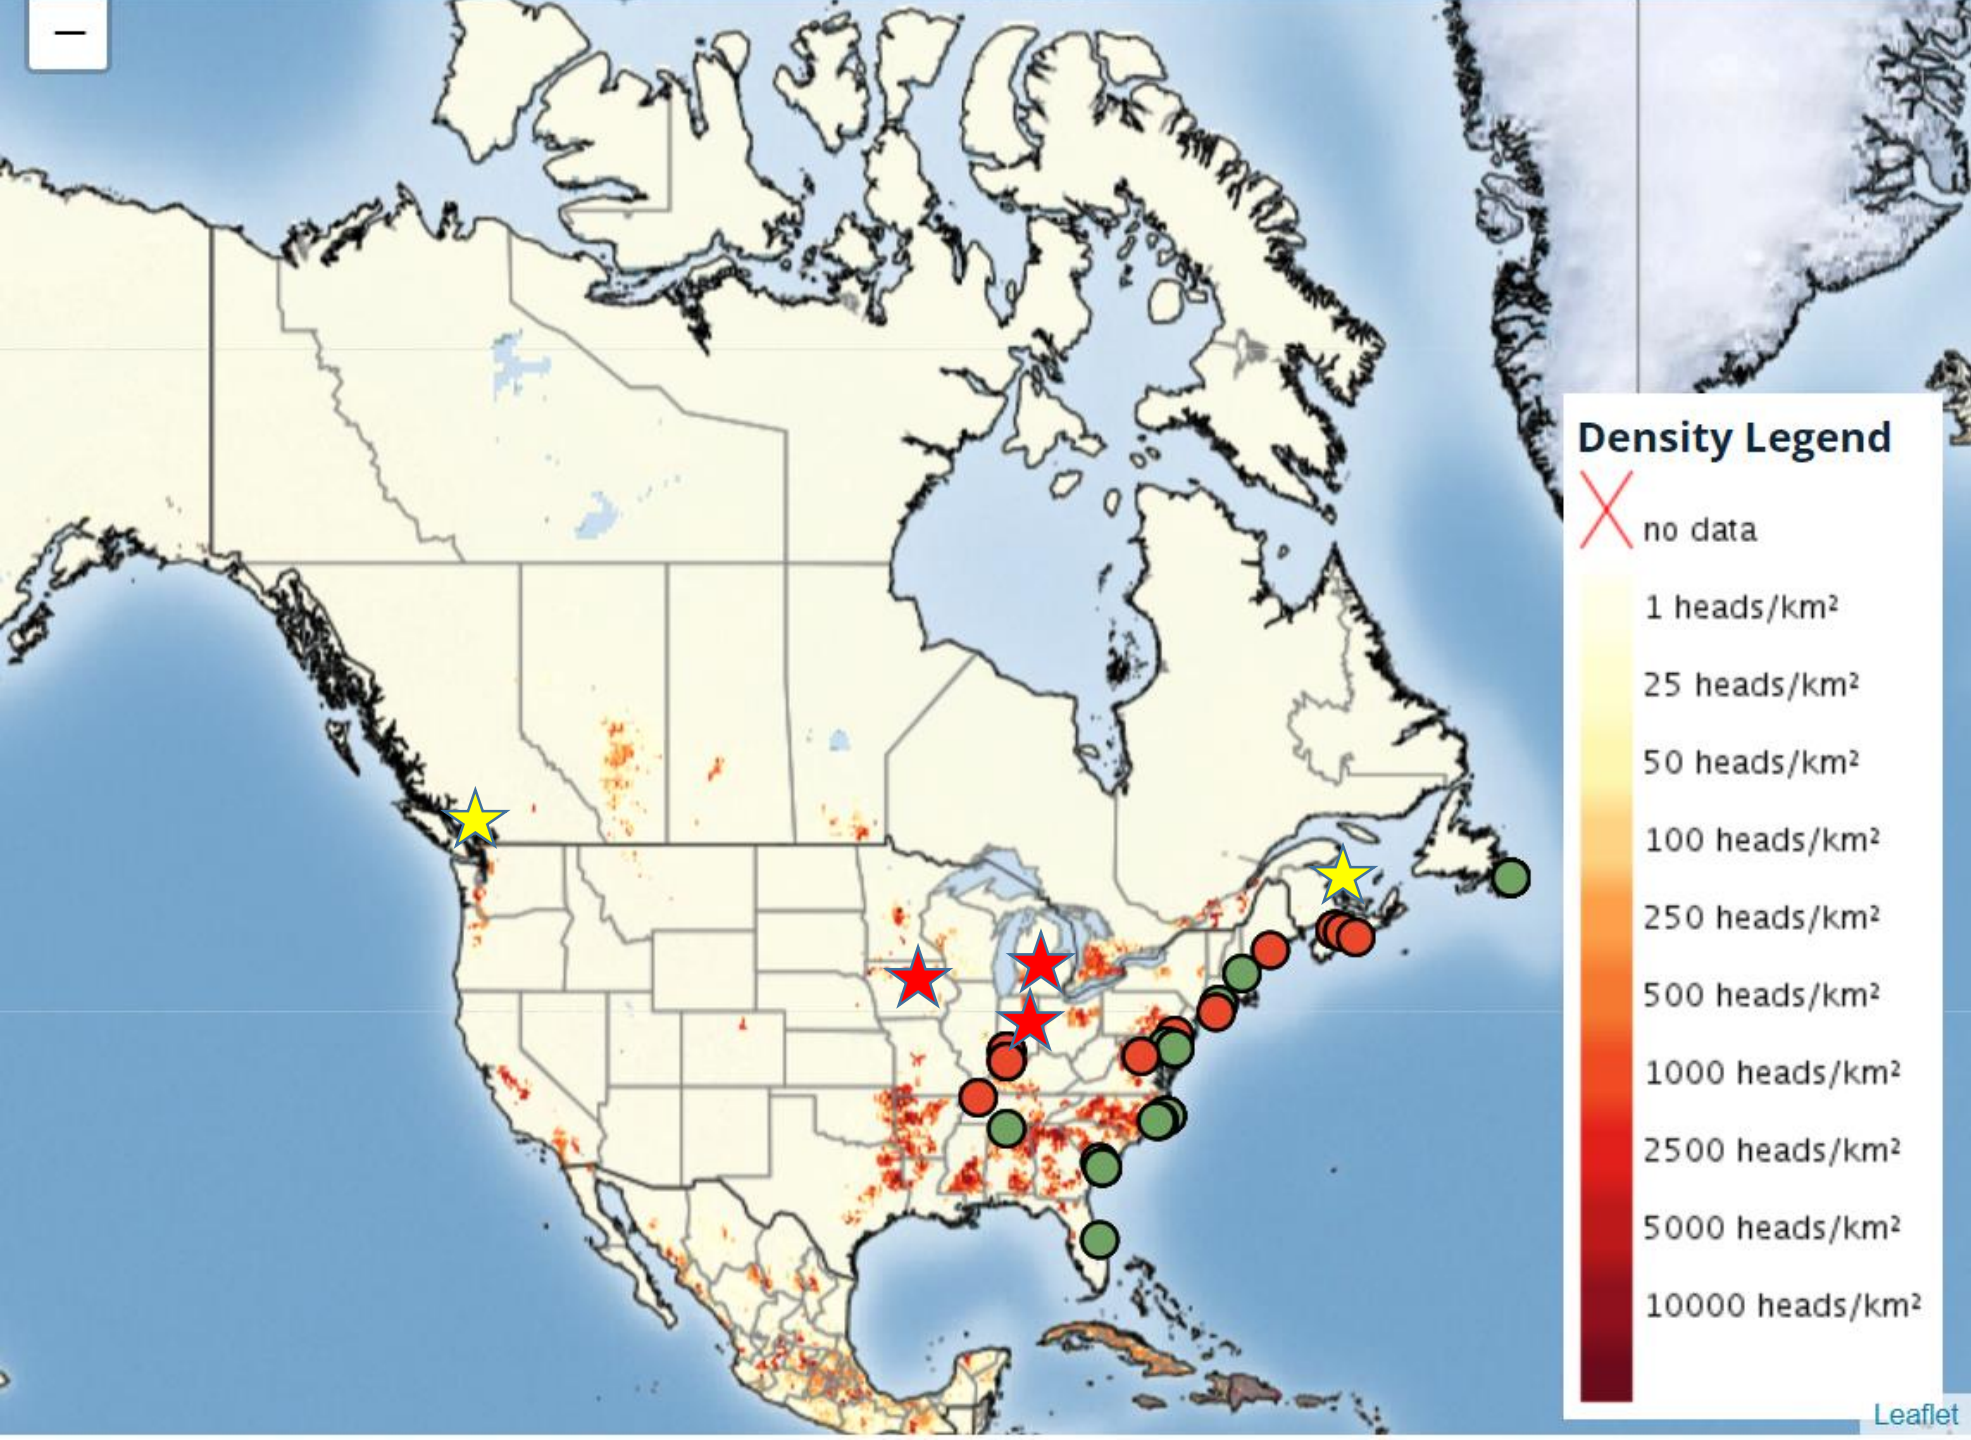 −
Density Legend
no data
1 heads/km²
25 heads/km²
50 heads/km²
100 heads/km²
250 heads/km²
500 heads/km²
1000 heads/km²
2500 heads/km²
5000 heads/km²
10000 heads/km²
Leaflet